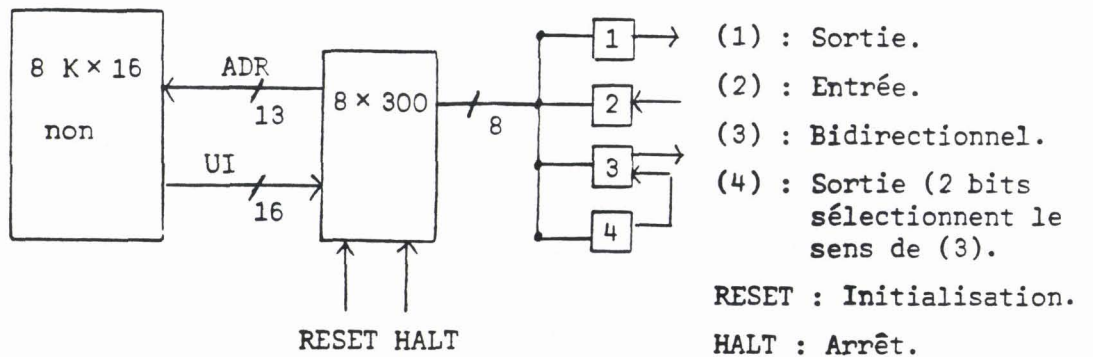 8 K × 16
non
ADR
13
UI
16
8 × 300
8
1
2
3
4
RESET HALT
(1) : Sortie.
(2) : Entrée.
(3) : Bidirectionnel.
(4) : Sortie (2 bits
sélectionnent le
sens de (3).
RESET : Initialisation.
HALT : Arrêt.